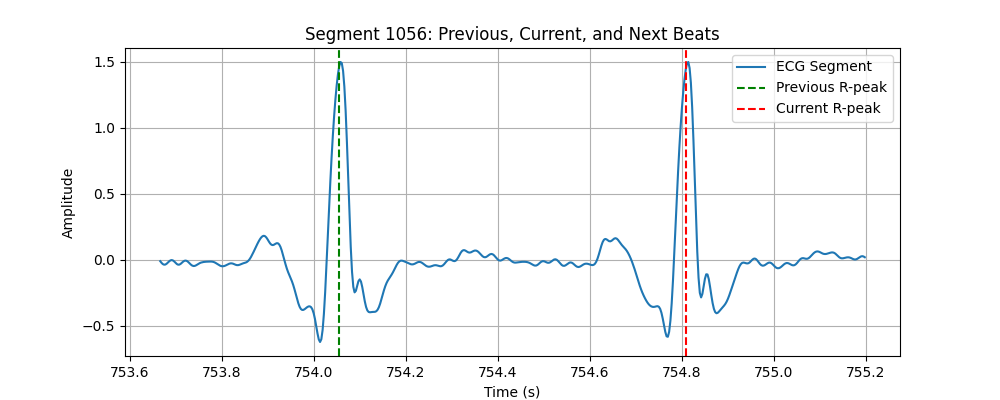 Segment 1056: Previous, Current, and Next Beats
ECG Segment
Previous R-peak
Current R-peak
Amplitude
1.5
1.0
0.5
0.0
−0.5
753.6 753.8 754.0 754.2 754.4 754.6 754.8 755.0 755.2
Time (s)